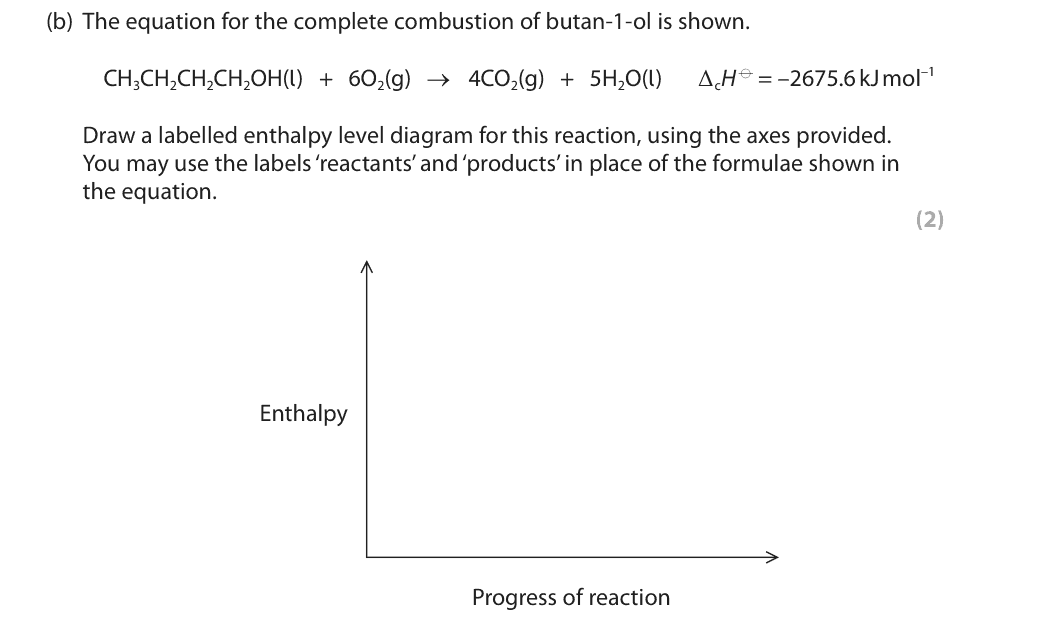 (b) The equation for the complete combustion of butan-1-ol is shown.
CH₃CH₂CH₂CH₂OH(l) + 6O₂(g) → 4CO₂(g) + 5H₂O(l) Δ꜀H⦵ = –2675.6 kJ mol⁻¹
Draw a labelled enthalpy level diagram for this reaction, using the axes provided.
You may use the labels ‘reactants’ and ‘products’ in place of the formulae shown in
the equation.
(2)
Enthalpy
Progress of reaction